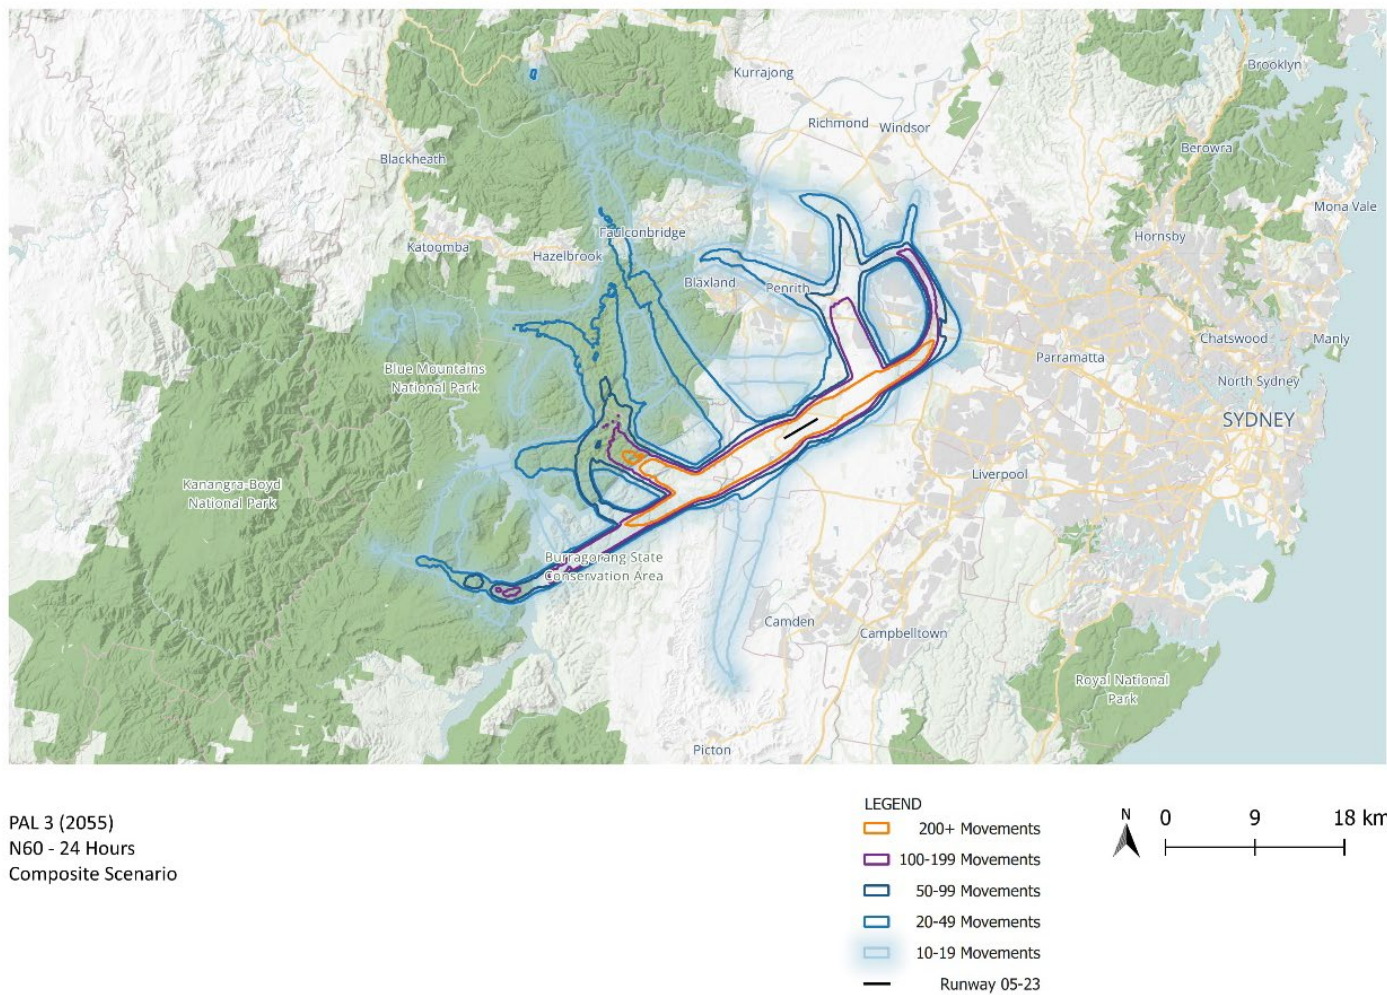 Kurrajong
Brooklyn
Richmond
Windsor
Berowra
Blackheath
Mona Vale
Faulconbridge
Hornsby
Katoomba
Hazelbrook
Blaxland
Penrith
Chatswood
Manly
Parramatta
Blue Mountains
National Park
North Sydney
SYDNEY
Liverpool
Kanangra-Boyd
National Park
Burragorang State
Conservation Area
Camden
Campbelltown
Royal National
Park
Picton
PAL 3 (2055)
N60 - 24 Hours
Composite Scenario
LEGEND
200+ Movements
100-199 Movements
50-99 Movements
20-49 Movements
10-19 Movements
Runway 05-23
N
0 9 18 km